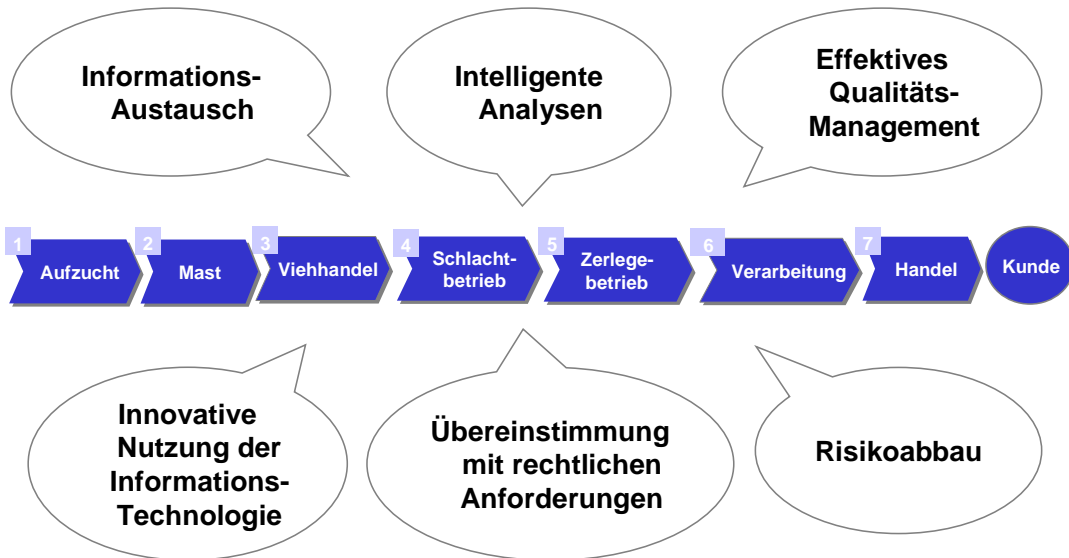 Informations-
Austausch
Intelligente
Analysen
Effektives
Qualitäts-
Management
1
Aufzucht
2
Mast
3
Viehhandel
4
Schlacht-
betrieb
5
Zerlege-
betrieb
6
Verarbeitung
7
Handel
Kunde
Innovative
Nutzung der
Informations-
Technologie
Übereinstimmung
mit rechtlichen
Anforderungen
Risikoabbau